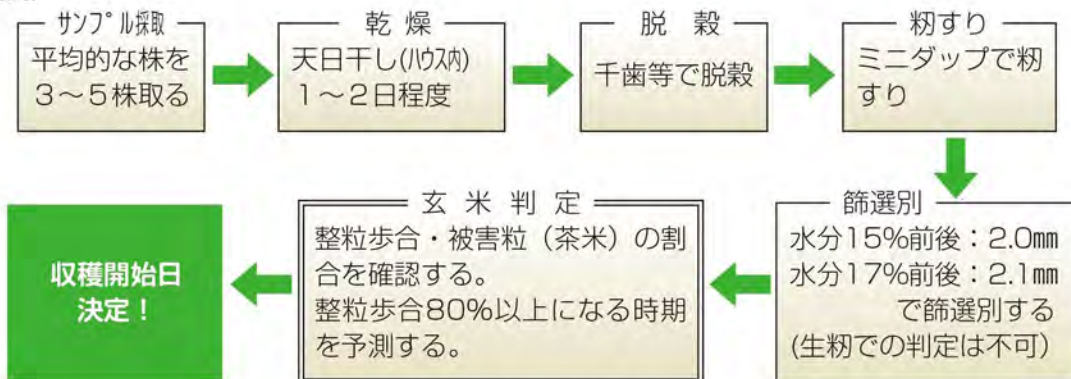 サンプル採取
平均的な株を
3～5株取る
乾燥
天日干し(ハウス内)
1～2日程度
脱穀
千歯等で脱穀
籾すり
ミニダップで籾
すり
篩選別
水分15%前後：2.0㎜
水分17%前後：2.1㎜
で篩選別する
(生籾での判定は不可)
玄米判定
整粒歩合・被害粒（茶米）の割
合を確認する。
整粒歩合80%以上になる時期
を予測する。
収穫開始日
決定！